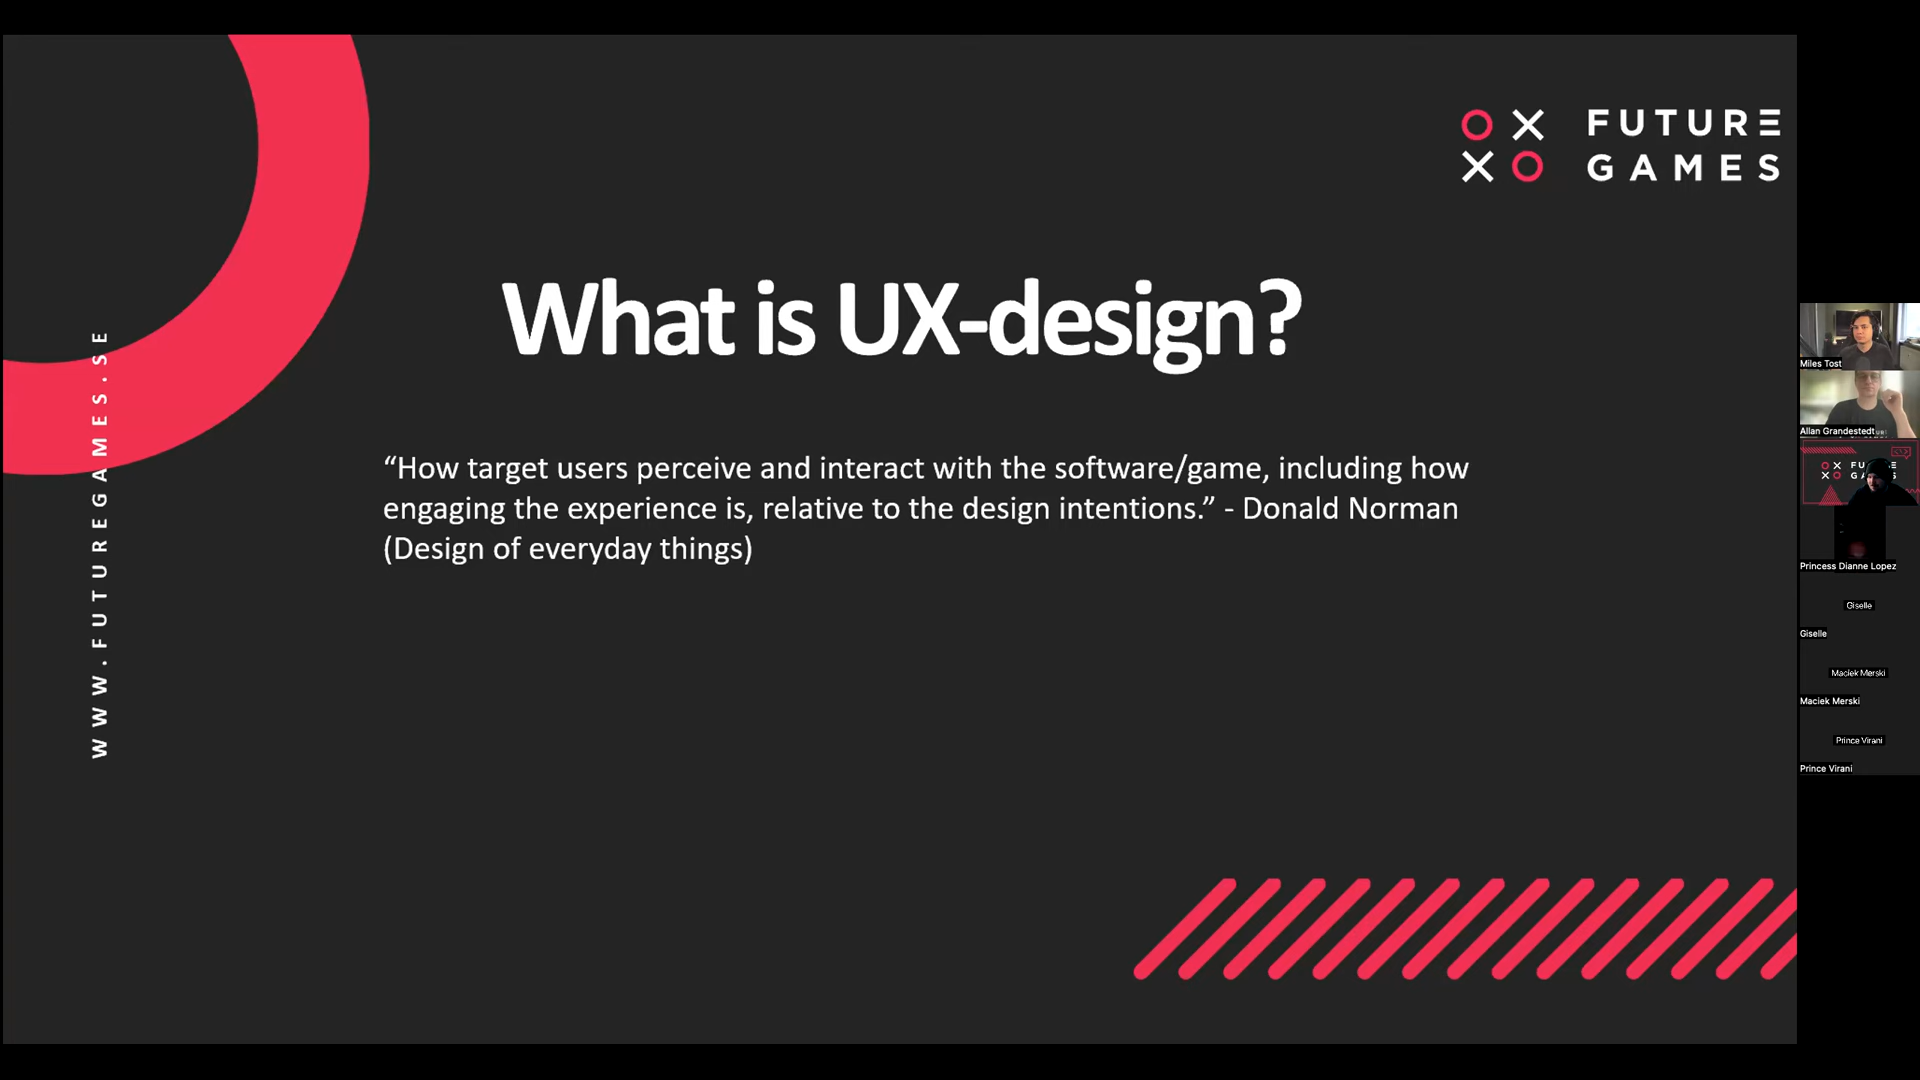 FUTURE
GAMES
What is UX-design?
“How target users perceive and interact with the software/game, including how
engaging the experience is, relative to the design intentions.” - Donald Norman
(Design of everyday things)
WWW.FUTUREGAMES.SE
Miles Tost
Allan Grandestedt
Princess Dianne Lopez
Giselle
Giselle
Maciek Merski
Maciek Merski
Prince Virani
Prince Virani